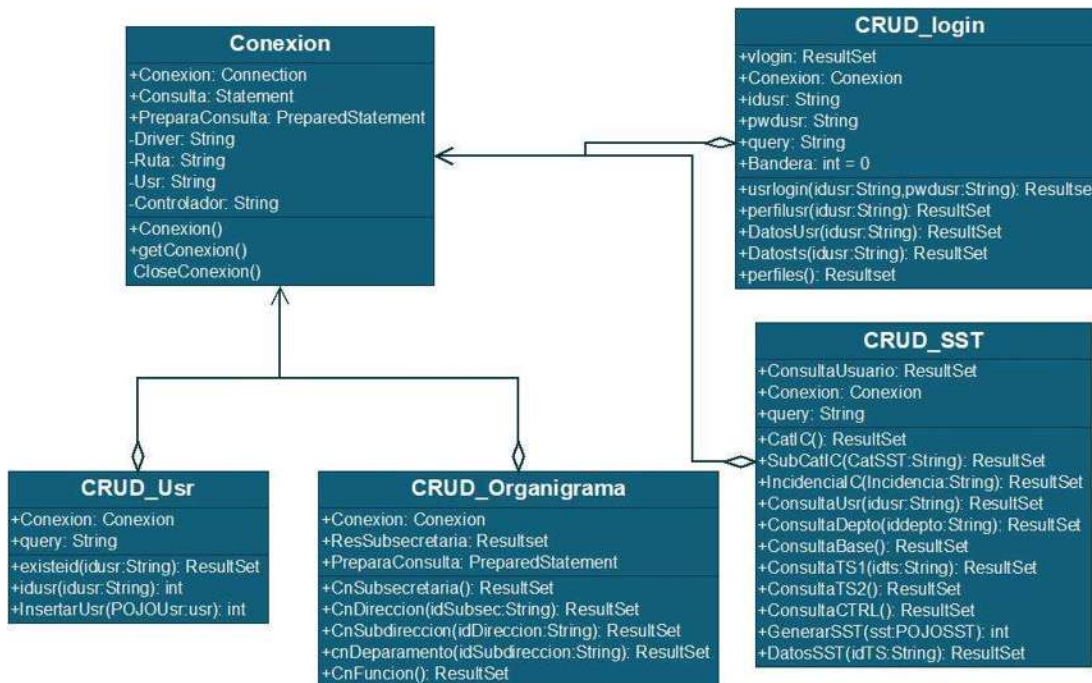 Conexion
+Conexion: Connection
+Consulta: Statement
+PreparaConsulta: PreparedStatement
-Driver: String
-Ruta: String
-Usr: String
-Controlador: String
+Conexion()
+getConexion()
CloseConexion()
CRUD_login
+vlogin: ResultSet
+Conexion: Conexion
+idusr: String
+pwdusr: String
+query: String
+Bandera: int = 0
+usrlogin(idusr:String,pwdusr:String): Resultse
+perfilusr(idusr:String): ResultSet
+DatosUsr(idusr:String): ResultSet
+Datosts(idusr:String): ResultSet
+perfiles(): Resultset
CRUD_SST
+ConsultaUsuario: ResultSet
+Conexion: Conexion
+query: String
+CatIC(): ResultSet
+SubCatIC(CatSST:String): ResultSet
+IncidenciaIC(Incidencia:String): ResultSet
+ConsultaUsr(idusr:String): ResultSet
+ConsultaDepto(iddepto:String): ResultSet
+ConsultaBase(): ResultSet
+ConsultaTS1(idts:String): ResultSet
+ConsultaTS2(): ResultSet
+ConsultaCTRL(): ResultSet
+GenerarSST(sst:POJOSST): int
+DatosSST(idTS:String): ResultSet
CRUD_Usr
+Conexion: Conexion
+query: String
+existeid(idusr:String): ResultSet
+idusr(idusr:String): int
+InsertarUsr(POJOUsr:usr): int
CRUD_Organigrama
+Conexion: Conexion
+ResSubsecretaria: Resultset
+PreparaConsulta: PreparedStatement
+CnSubsecretaria(): ResultSet
+CnDireccion(idSubsec:String): ResultSet
+CnSubdireccion(idDireccion:String): ResultSet
+cnDeparamento(idSubdireccion:String): ResultSet
+CnFuncion(): ResultSet